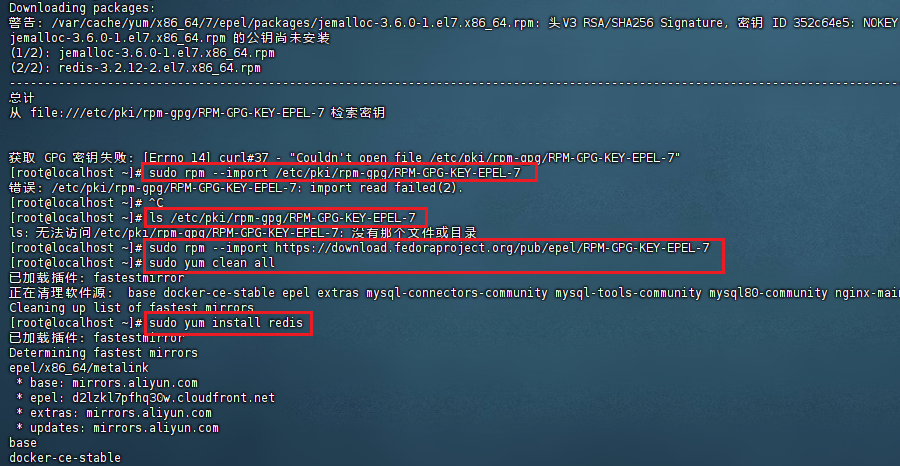 Downloading packages:
警告: /var/cache/yum/x86_64/7/epel/packages/jemalloc-3.6.0-1.el7.x86_64.rpm: 头V3 RSA/SHA256 Signature, 密钥 ID 352c64e5: NOKEY
jemalloc-3.6.0-1.el7.x86_64.rpm 的公钥尚未安装
(1/2): jemalloc-3.6.0-1.el7.x86_64.rpm
(2/2): redis-3.2.12-2.el7.x86_64.rpm
--------------------------------------------------------------------------------
总计
从 file:///etc/pki/rpm-gpg/RPM-GPG-KEY-EPEL-7 检索密钥
获取 GPG 密钥失败: [Errno 14] curl#37 - "Couldn't open file /etc/pki/rpm-gpg/RPM-GPG-KEY-EPEL-7"
[root@localhost ~]# sudo rpm --import /etc/pki/rpm-gpg/RPM-GPG-KEY-EPEL-7
错误: /etc/pki/rpm-gpg/RPM-GPG-KEY-EPEL-7: import read failed(2).
[root@localhost ~]# ^C
[root@localhost ~]# ls /etc/pki/rpm-gpg/RPM-GPG-KEY-EPEL-7
ls: 无法访问/etc/pki/rpm-gpg/RPM-GPG-KEY-EPEL-7: 没有那个文件或目录
[root@localhost ~]# sudo rpm --import https://download.fedoraproject.org/pub/epel/RPM-GPG-KEY-EPEL-7
[root@localhost ~]# sudo yum clean all
已加载插件: fastestmirror
正在清理软件源:  base docker-ce-stable epel extras mysql-connectors-community mysql-tools-community mysql80-community nginx-mai
Cleaning up list of fastest mirrors
[root@localhost ~]# sudo yum install redis
已加载插件: fastestmirror
Determining fastest mirrors
epel/x86_64/metalink
 * base: mirrors.aliyun.com
 * epel: d2lzkl7pfhq30w.cloudfront.net
 * extras: mirrors.aliyun.com
 * updates: mirrors.aliyun.com
base
docker-ce-stable